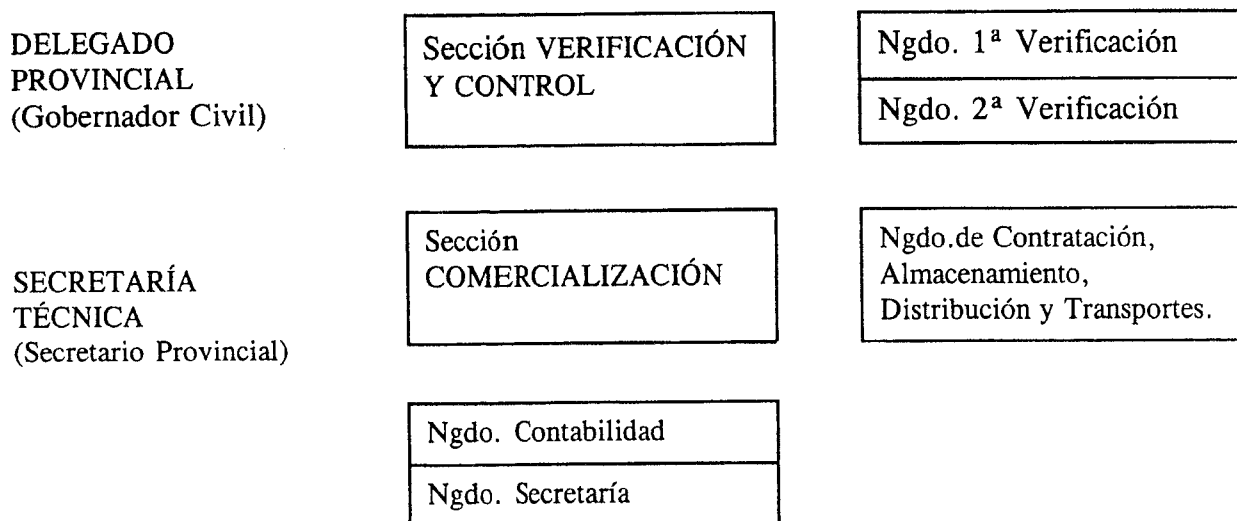 DELEGADO
PROVINCIAL
(Gobernador Civil)
Sección VERIFICACIÓN
Y CONTROL
Ngdo. 1ª Verificación
Ngdo. 2ª Verificación
SECRETARÍA
TÉCNICA
(Secretario Provincial)
Sección
COMERCIALIZACIÓN
Ngdo.de Contratación,
Almacenamiento,
Distribución y Transportes.
Ngdo. Contabilidad
Ngdo. Secretaría